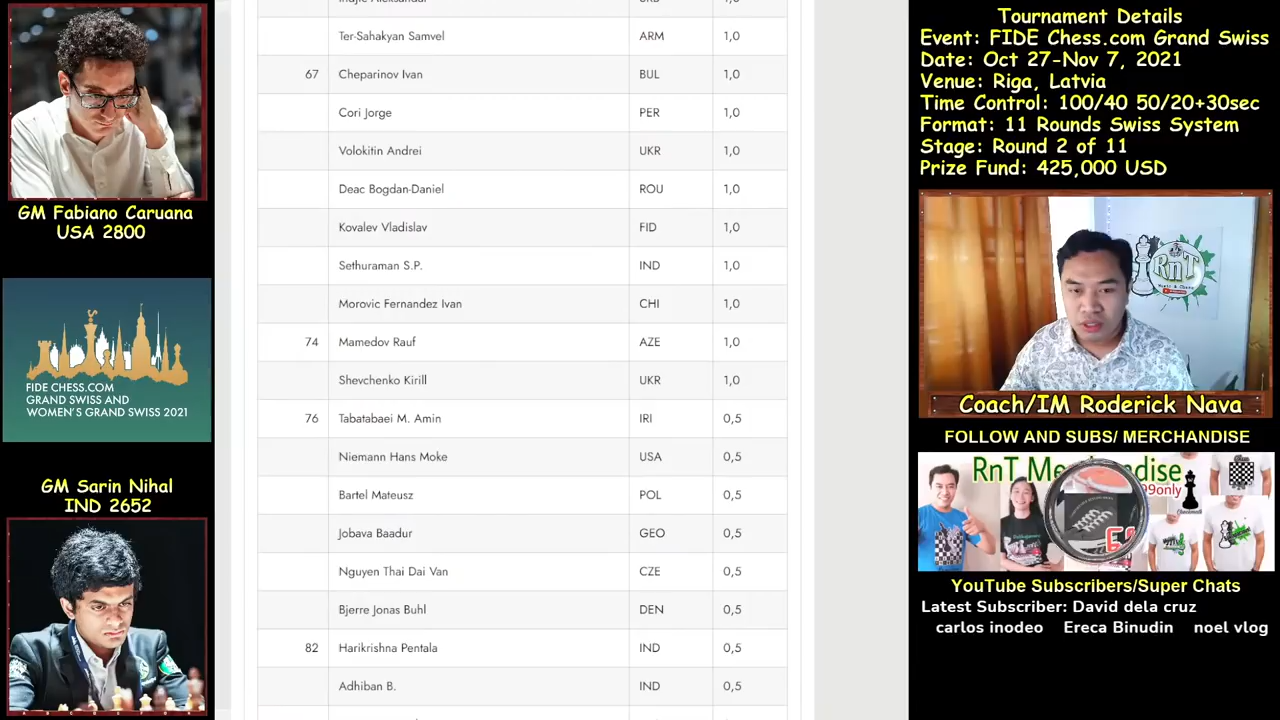 GM Fabiano Caruana
USA 2800
FIDE CHESS.COM
GRAND SWISS AND
WOMEN'S GRAND SWISS 2021
GM Sarin Nihal
IND 2652
Ter-Sahakyan Samvel ARM 1,0
67 Cheparinov Ivan BUL 1,0
Cori Jorge PER 1,0
Volokitin Andrei UKR 1,0
Deac Bogdan-Daniel ROU 1,0
Kovalev Vladislav FID 1,0
Sethuraman S.P. IND 1,0
Morovic Fernandez Ivan CHI 1,0
74 Mamedov Rauf AZE 1,0
Shevchenko Kirill UKR 1,0
76 Tabatabaei M. Amin IRI 0,5
Niemann Hans Moke USA 0,5
Bartel Mateusz POL 0,5
Jobava Baadur GEO 0,5
Nguyen Thai Dai Van CZE 0,5
Bjerre Jonas Buhl DEN 0,5
82 Harikrishna Pentala IND 0,5
Adhiban B. IND 0,5
Tournament Details
Event: FIDE Chess.com Grand Swiss
Date: Oct 27-Nov 7, 2021
Venue: Riga, Latvia
Time Control: 100/40 50/20+30sec
Format: 11 Rounds Swiss System
Stage: Round 2 of 11
Prize Fund: 425,000 USD
RnT
Coach/IM Roderick Nava
FOLLOW AND SUBS/ MERCHANDISE
YouTube Subscribers/Super Chats
Latest Subscriber: David dela cruz
carlos inodeo Ereca Binudin noel vlog